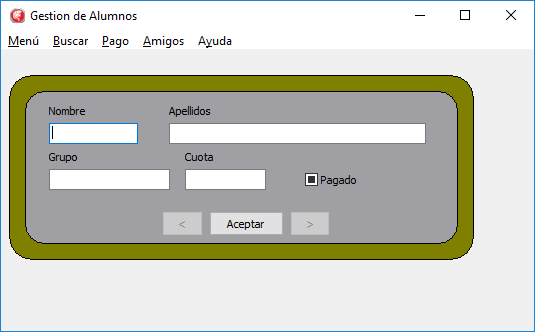 Gestion de Alumnos
Menú Buscar Pago Amigos Ayuda
Nombre Apellidos
Grupo Cuota
Pagado
< Aceptar >